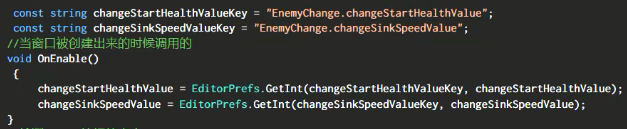 const string changeStartHealthValueKey = "EnemyChange.changeStartHealthValue";
const string changeSinkSpeedValueKey = "EnemyChange.changeSinkSpeedValue";
//当窗口被创建出来的时候调用的
void OnEnable()
{
changeStartHealthValue = EditorPrefs.GetInt(changeStartHealthValueKey, changeStartHealthValue);
changeSinkSpeedValue = EditorPrefs.GetInt(changeSinkSpeedValueKey, changeSinkSpeedValue);
}